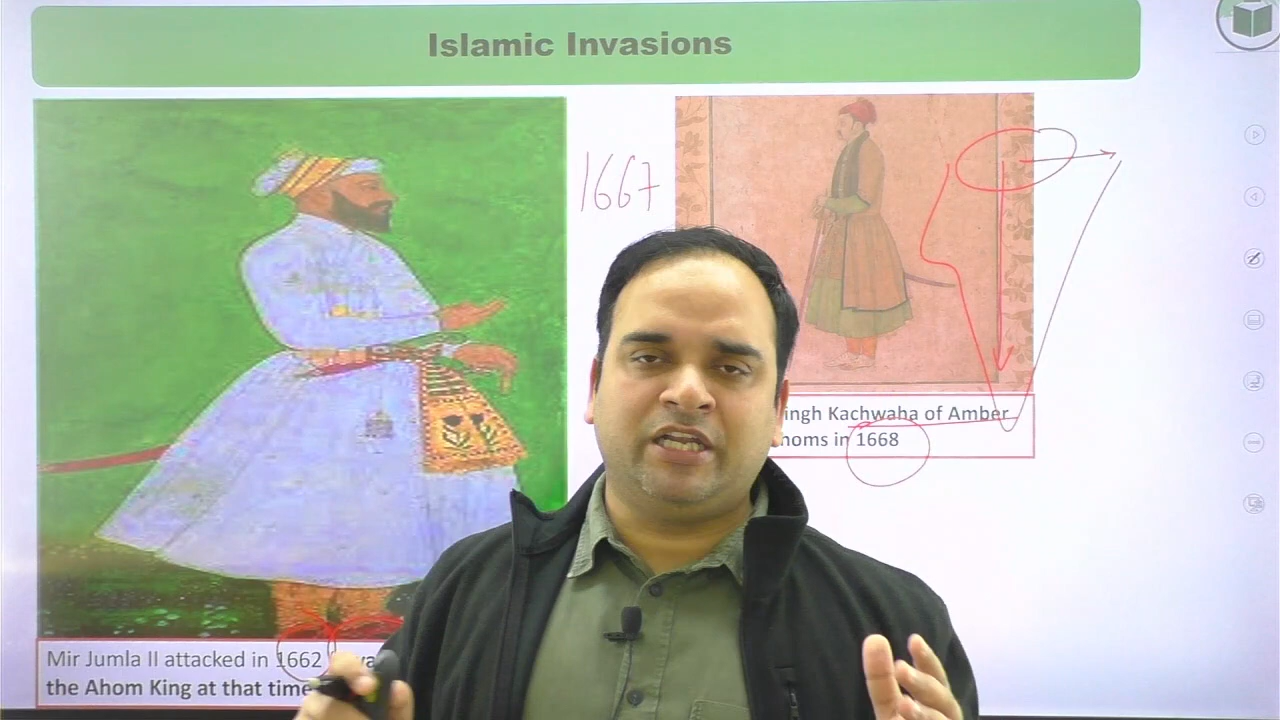 Islamic Invasions
1667
ingh Kachwaha of Amber
homs in 1668
Mir Jumla II attacked in 1662
the Ahom King at that time